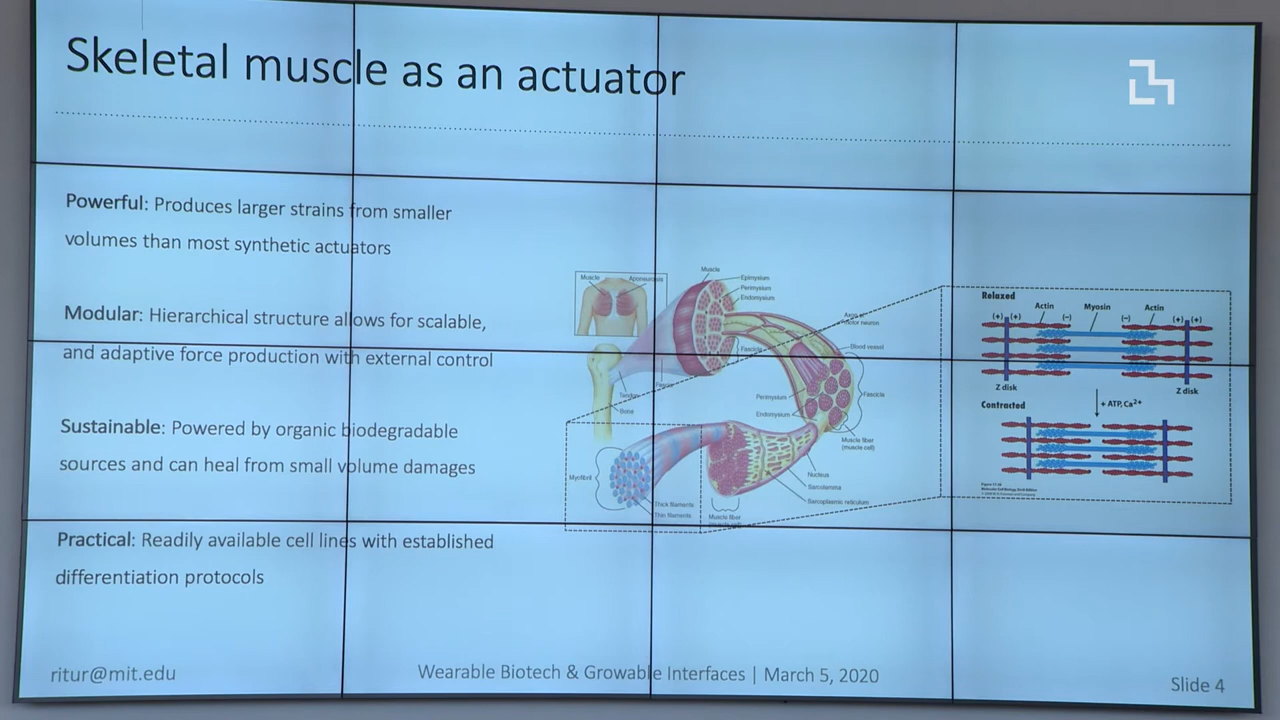 Skeletal muscle as an actuator
Powerful: Produces larger strains from smaller
volumes than most synthetic actuators
Modular: Hierarchical structure allows for scalable,
and adaptive force production with external control
Sustainable: Powered by organic biodegradable
sources and can heal from small volume damages
Practical: Readily available cell lines with established
differentiation protocols
Muscle
Aponeurosis
Muscle
Epimysium
Perimysium
Endomysium
Fascicle
Tendon
Bone
Axon of
motor neuron
Blood vessel
Fascicle
Perimysium
Endomysium
Muscle fiber
(muscle cell)
Nucleus
Sarcolemma
Sarcoplasmic reticulum
Myofibril
Thick filaments
Thin filaments
Muscle fiber
Relaxed
Actin
Myosin
Actin
(+) (+)
(−)
(−)
(+) (+)
Z disk
Z disk
Contracted
+ ATP, Ca2+
ritur@mit.edu
Wearable Biotech & Growable Interfaces | March 5, 2020
Slide 4